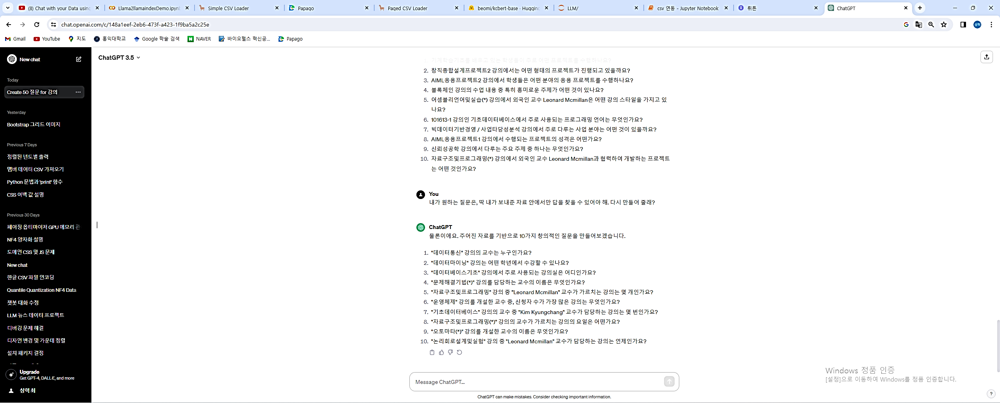 (8) Chat with your Data using
Llama2llamaindexDemo.ipynb
Simple CSV Loader
Papago
Paged CSV Loader
beomi/kcbert-base · Hugging
LLM/
csv 연동 - Jupyter Notebook
뤼튼
ChatGPT
chat.openai.com/c/148a1eef-2eb6-473f-a423-1f9ba5a2c25e
상혁
Gmail
YouTube
지도
홍익대학교
Google 학술 검색
NAVER
바이오헬스 혁신공...
Papago
New chat
Today
Create 50 질문 for 강의
Yesterday
Bootstrap 그리드 이미지
Previous 7 Days
정렬된 년도별 출력
멤버 데이터 CSV 가져오기
Python 문법과 'print' 함수
CSS 여백 값 설명
Previous 30 Days
페이징 옵티마이저 GPU 메모리 관
NF4 양자화 설명
도메인 CSS 및 JS 문제
New chat
한글 CSV 파일 인코딩
Quantile Quantization NF4 Data
챗봇 대화 수정
LLM 뉴스 데이터 프로젝트
디버깅 문제 해결
디자인 변경 및 가운데 정렬
설치 패키지 결정
Upgrade
Get GPT-4, DALL·E, and more
상혁 최
ChatGPT 3.5
1. 기계학습기초를 배우고 있는 학생들이 주로 어떤 프로젝트를 수행하나요?
2. 창직종합설계프로젝트2 강의에서는 어떤 형태의 프로젝트가 진행되고 있을까요?
3. AIML응용프로젝트2 강의에서 학생들은 어떤 분야의 응용 프로젝트를 수행하나요?
4. 블록체인 강의의 수업 내용 중 특히 흥미로운 주제가 어떤 것이 있나요?
5. 어셈블리언어및실습(*) 강의에서 외국인 교수 Leonard Mcmillan은 어떤 강의 스타일을 가지고 있
나요?
6. 101613-1 강의인 기초데이터베이스에서 주로 사용되는 프로그래밍 언어는 무엇인가요?
7. 빅데이터기반경영 / 사업타당성분석 강의에서 주로 다루는 사업 분야는 어떤 것이 있을까요?
8. AIML응용프로젝트1 강의에서 수행되는 프로젝트의 성격은 어떤가요?
9. 신뢰성공학 강의에서 다루는 주요 주제 중 하나는 무엇인가요?
10. 자료구조및프로그래밍(*) 강의에서 외국인 교수 Leonard Mcmillan과 협력하여 개발하는 프로젝트
는 어떤 것인가요?
You
내가 원하는 질문은, 딱 내가 보내준 자료 안에서만 답을 찾을 수 있어야 해. 다시 만들어 줄래?
ChatGPT
물론이에요. 주어진 자료를 기반으로 10가지 창의적인 질문을 만들어보겠습니다.
1. "데이터통신" 강의의 교수는 누구인가요?
2. "데이터마이닝" 강의는 어떤 학년에서 수강할 수 있나요?
3. "데이터베이스기초" 강의에서 주로 사용되는 강의실은 어디인가요?
4. "문제해결기법(*)" 강의를 담당하는 교수의 이름은 무엇인가요?
5. "자료구조및프로그래밍" 강의 중 "Leonard Mcmillan" 교수가 가르치는 강의는 몇 개인가요?
6. "운영체제" 강의를 개설한 교수 중, 신청자 수가 가장 많은 강의는 무엇인가요?
7. "기초데이터베이스" 강의의 교수 중 "Kim Kyungchang" 교수가 담당하는 강의는 몇 번인가요?
8. "자료구조및프로그래밍(*)" 강의의 교수가 가르치는 강의의 요일은 어떤가요?
9. "오토마타(*)" 강의를 개설한 교수의 이름은 무엇인가요?
10. "논리회로설계및실험" 강의 중 "Leonard Mcmillan" 교수가 담당하는 강의는 언제인가요?
Message ChatGPT...
ChatGPT can make mistakes. Consider checking important information.
Windows 정품 인증
[설정]으로 이동하여 Windows를 정품 인증합니다.
?